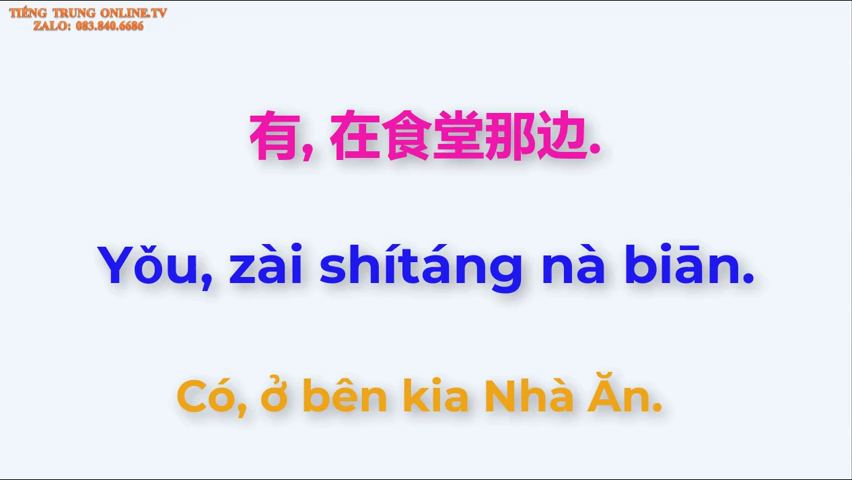 TIẾNG TRUNG ONLINE.TV
ZALO: 083.840.6686
有, 在食堂那边.
Yǒu, zài shítáng nà biān.
Có, ở bên kia Nhà Ăn.